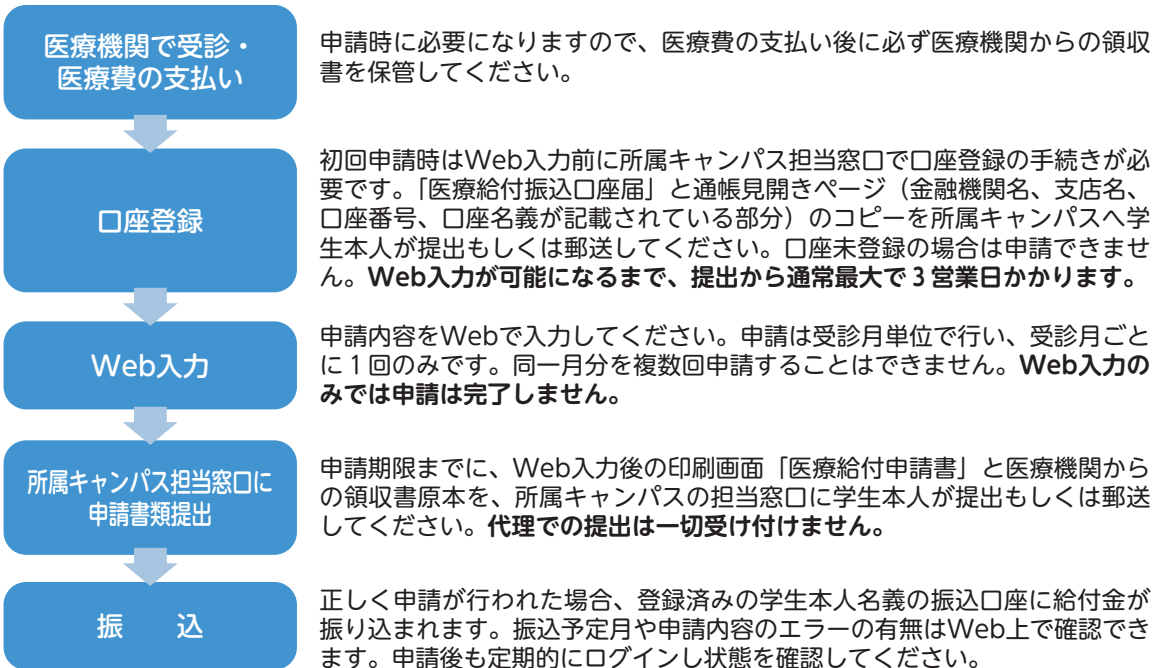 医療機関で受診・
医療費の支払い
申請時に必要になりますので、医療費の支払い後に必ず医療機関からの領収
書を保管してください。
口座登録
初回申請時はWeb入力前に所属キャンパス担当窓口で口座登録の手続きが必
要です。「医療給付振込口座届」と通帳見開きページ（金融機関名、支店名、
口座番号、口座名義が記載されている部分）のコピーを所属キャンパスへ学
生本人が提出もしくは郵送してください。口座未登録の場合は申請できませ
ん。Web入力が可能になるまで、提出から通常最大で３営業日かかります。
Web入力
申請内容をWebで入力してください。申請は受診月単位で行い、受診月ごと
に１回のみです。同一月分を複数回申請することはできません。Web入力の
みでは申請は完了しません。
所属キャンパス担当窓口に
申請書類提出
申請期限までに、Web入力後の印刷画面「医療給付申請書」と医療機関から
の領収書原本を、所属キャンパスの担当窓口に学生本人が提出もしくは郵送
してください。代理での提出は一切受け付けません。
振　　込
正しく申請が行われた場合、登録済みの学生本人名義の振込口座に給付金が
振り込まれます。振込予定月や申請内容のエラーの有無はWeb上で確認でき
ます。申請後も定期的にログインし状態を確認してください。